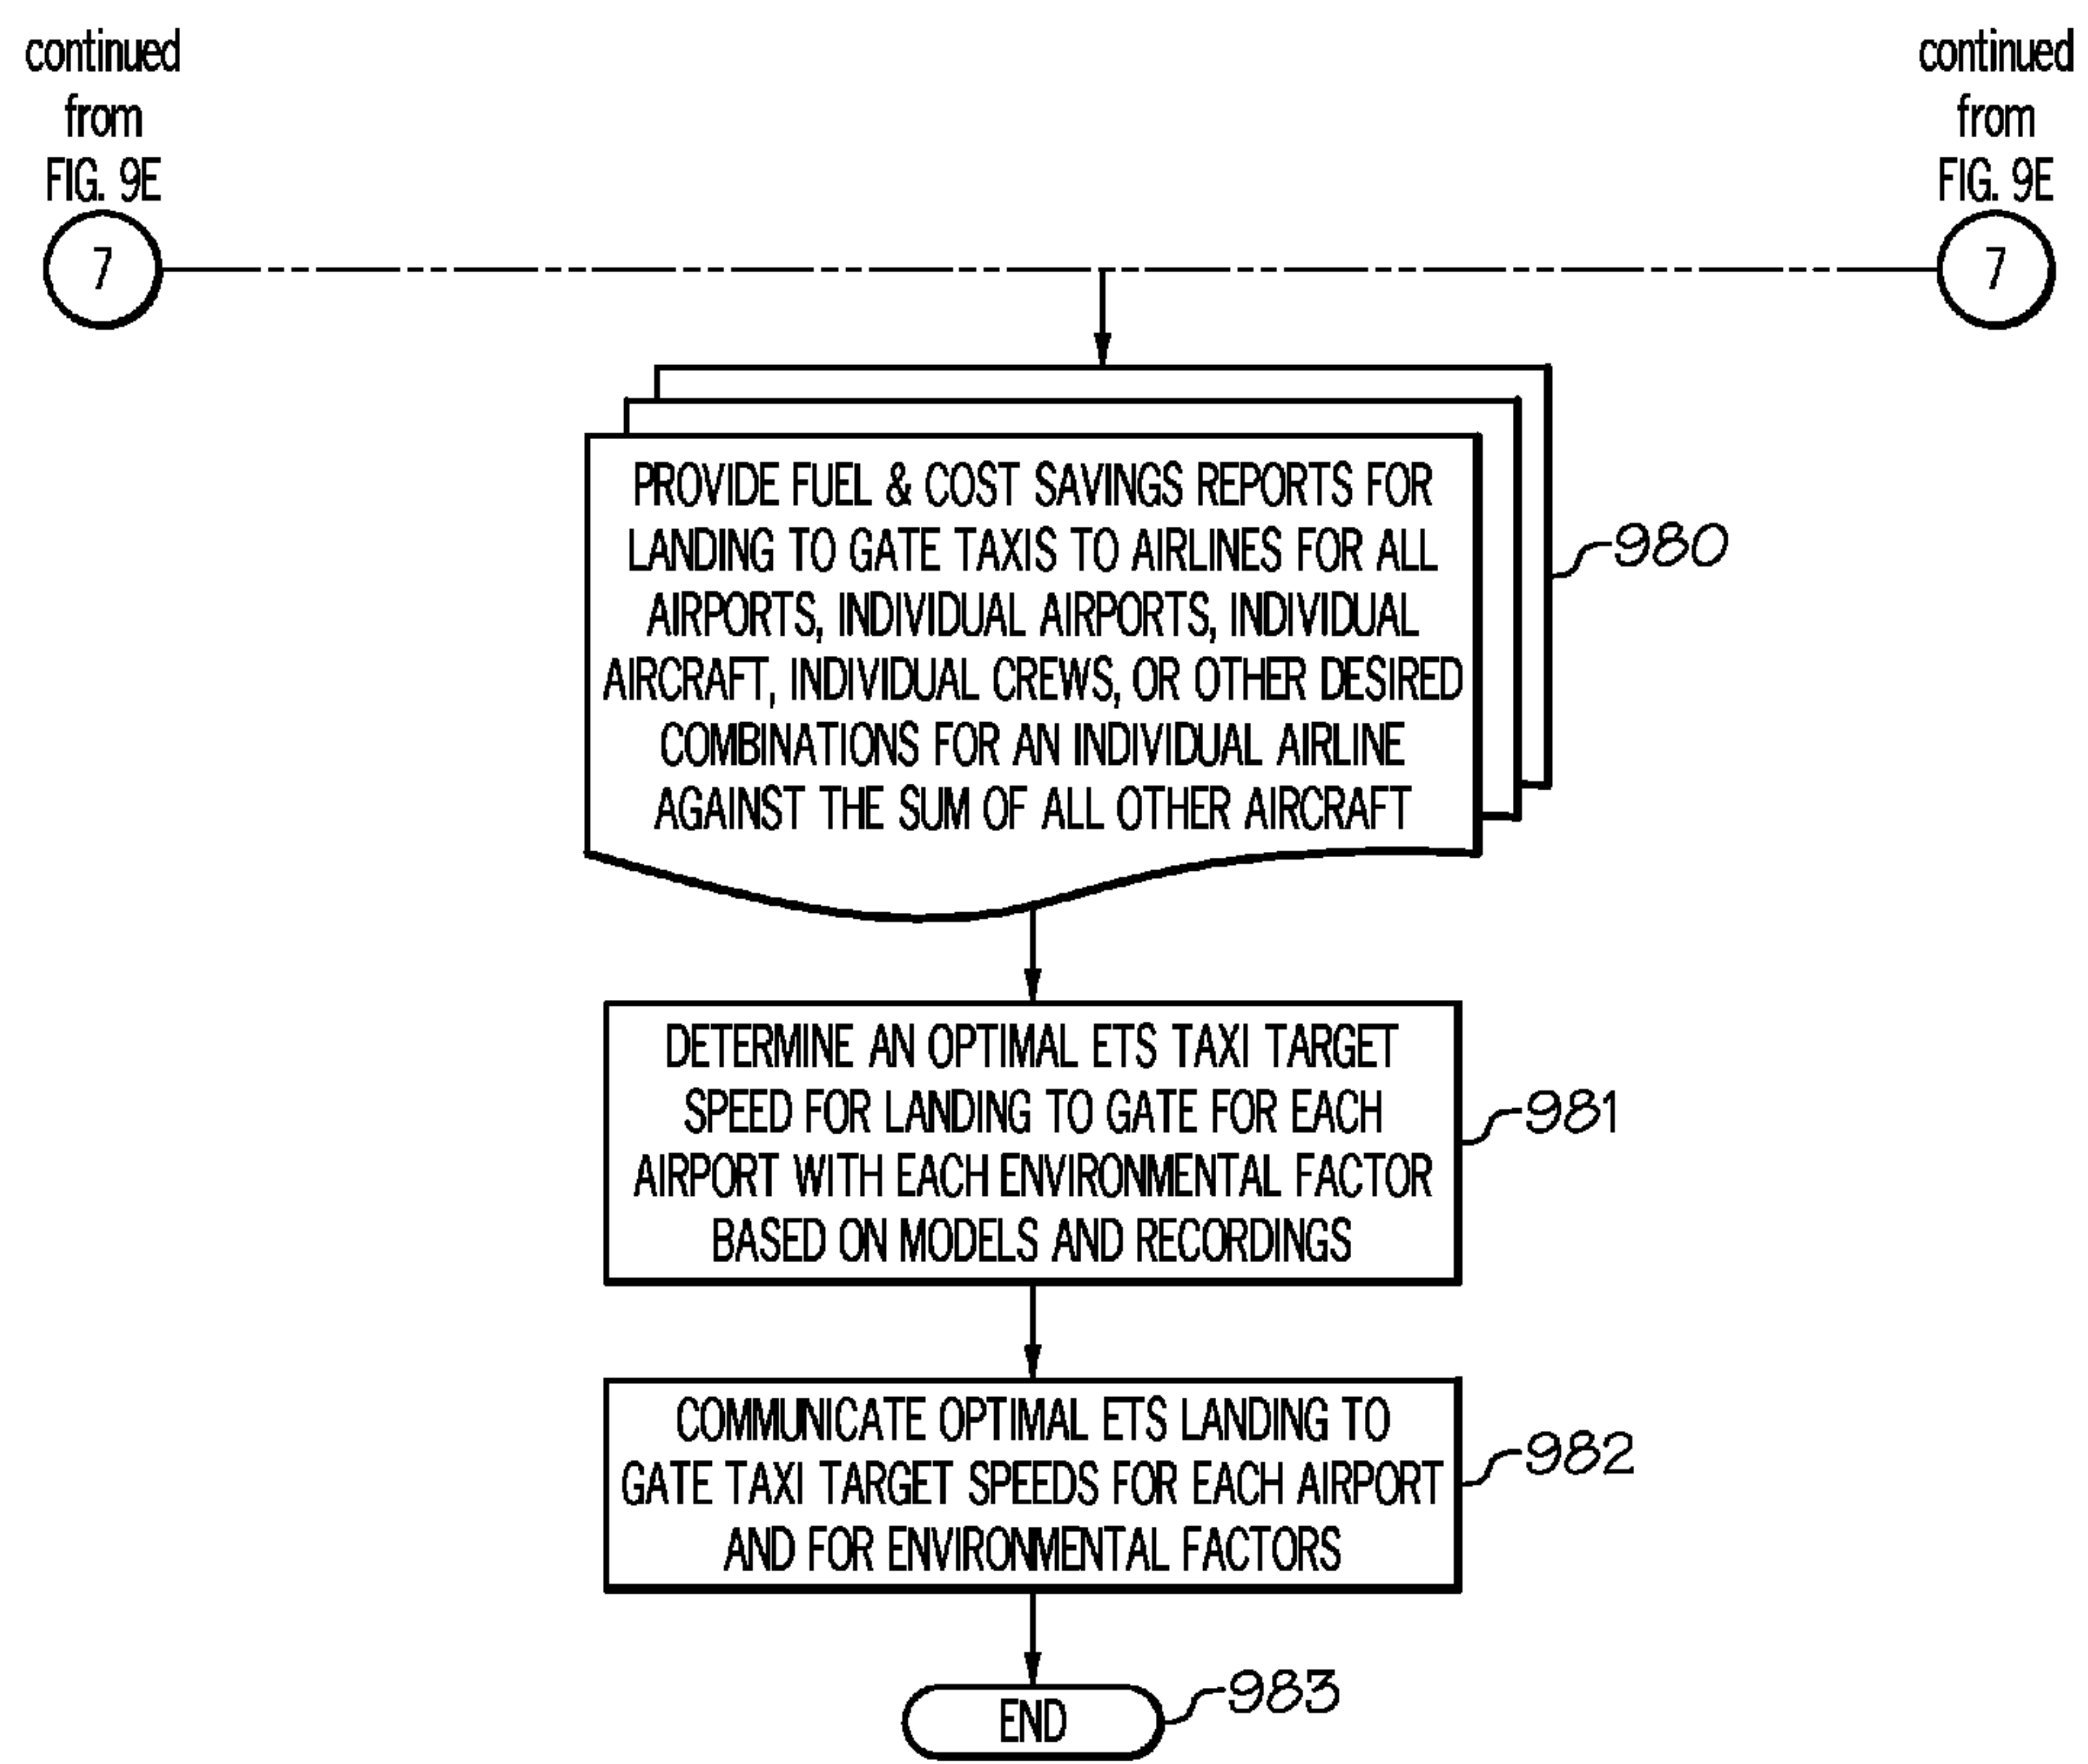 continued
from
FIG. 9E
7
continued
from
FIG. 9E
7
PROVIDE FUEL & COST SAVINGS REPORTS FOR
LANDING TO GATE TAXIS TO AIRLINES FOR ALL
AIRPORTS, INDIVIDUAL AIRPORTS, INDIVIDUAL
AIRCRAFT, INDIVIDUAL CREWS, OR OTHER DESIRED
COMBINATIONS FOR AN INDIVIDUAL AIRLINE
AGAINST THE SUM OF ALL OTHER AIRCRAFT
980
DETERMINE AN OPTIMAL ETS TAXI TARGET
SPEED FOR LANDING TO GATE FOR EACH
AIRPORT WITH EACH ENVIRONMENTAL FACTOR
BASED ON MODELS AND RECORDINGS
981
COMMUNICATE OPTIMAL ETS LANDING TO
GATE TAXI TARGET SPEEDS FOR EACH AIRPORT
AND FOR ENVIRONMENTAL FACTORS
982
END
983